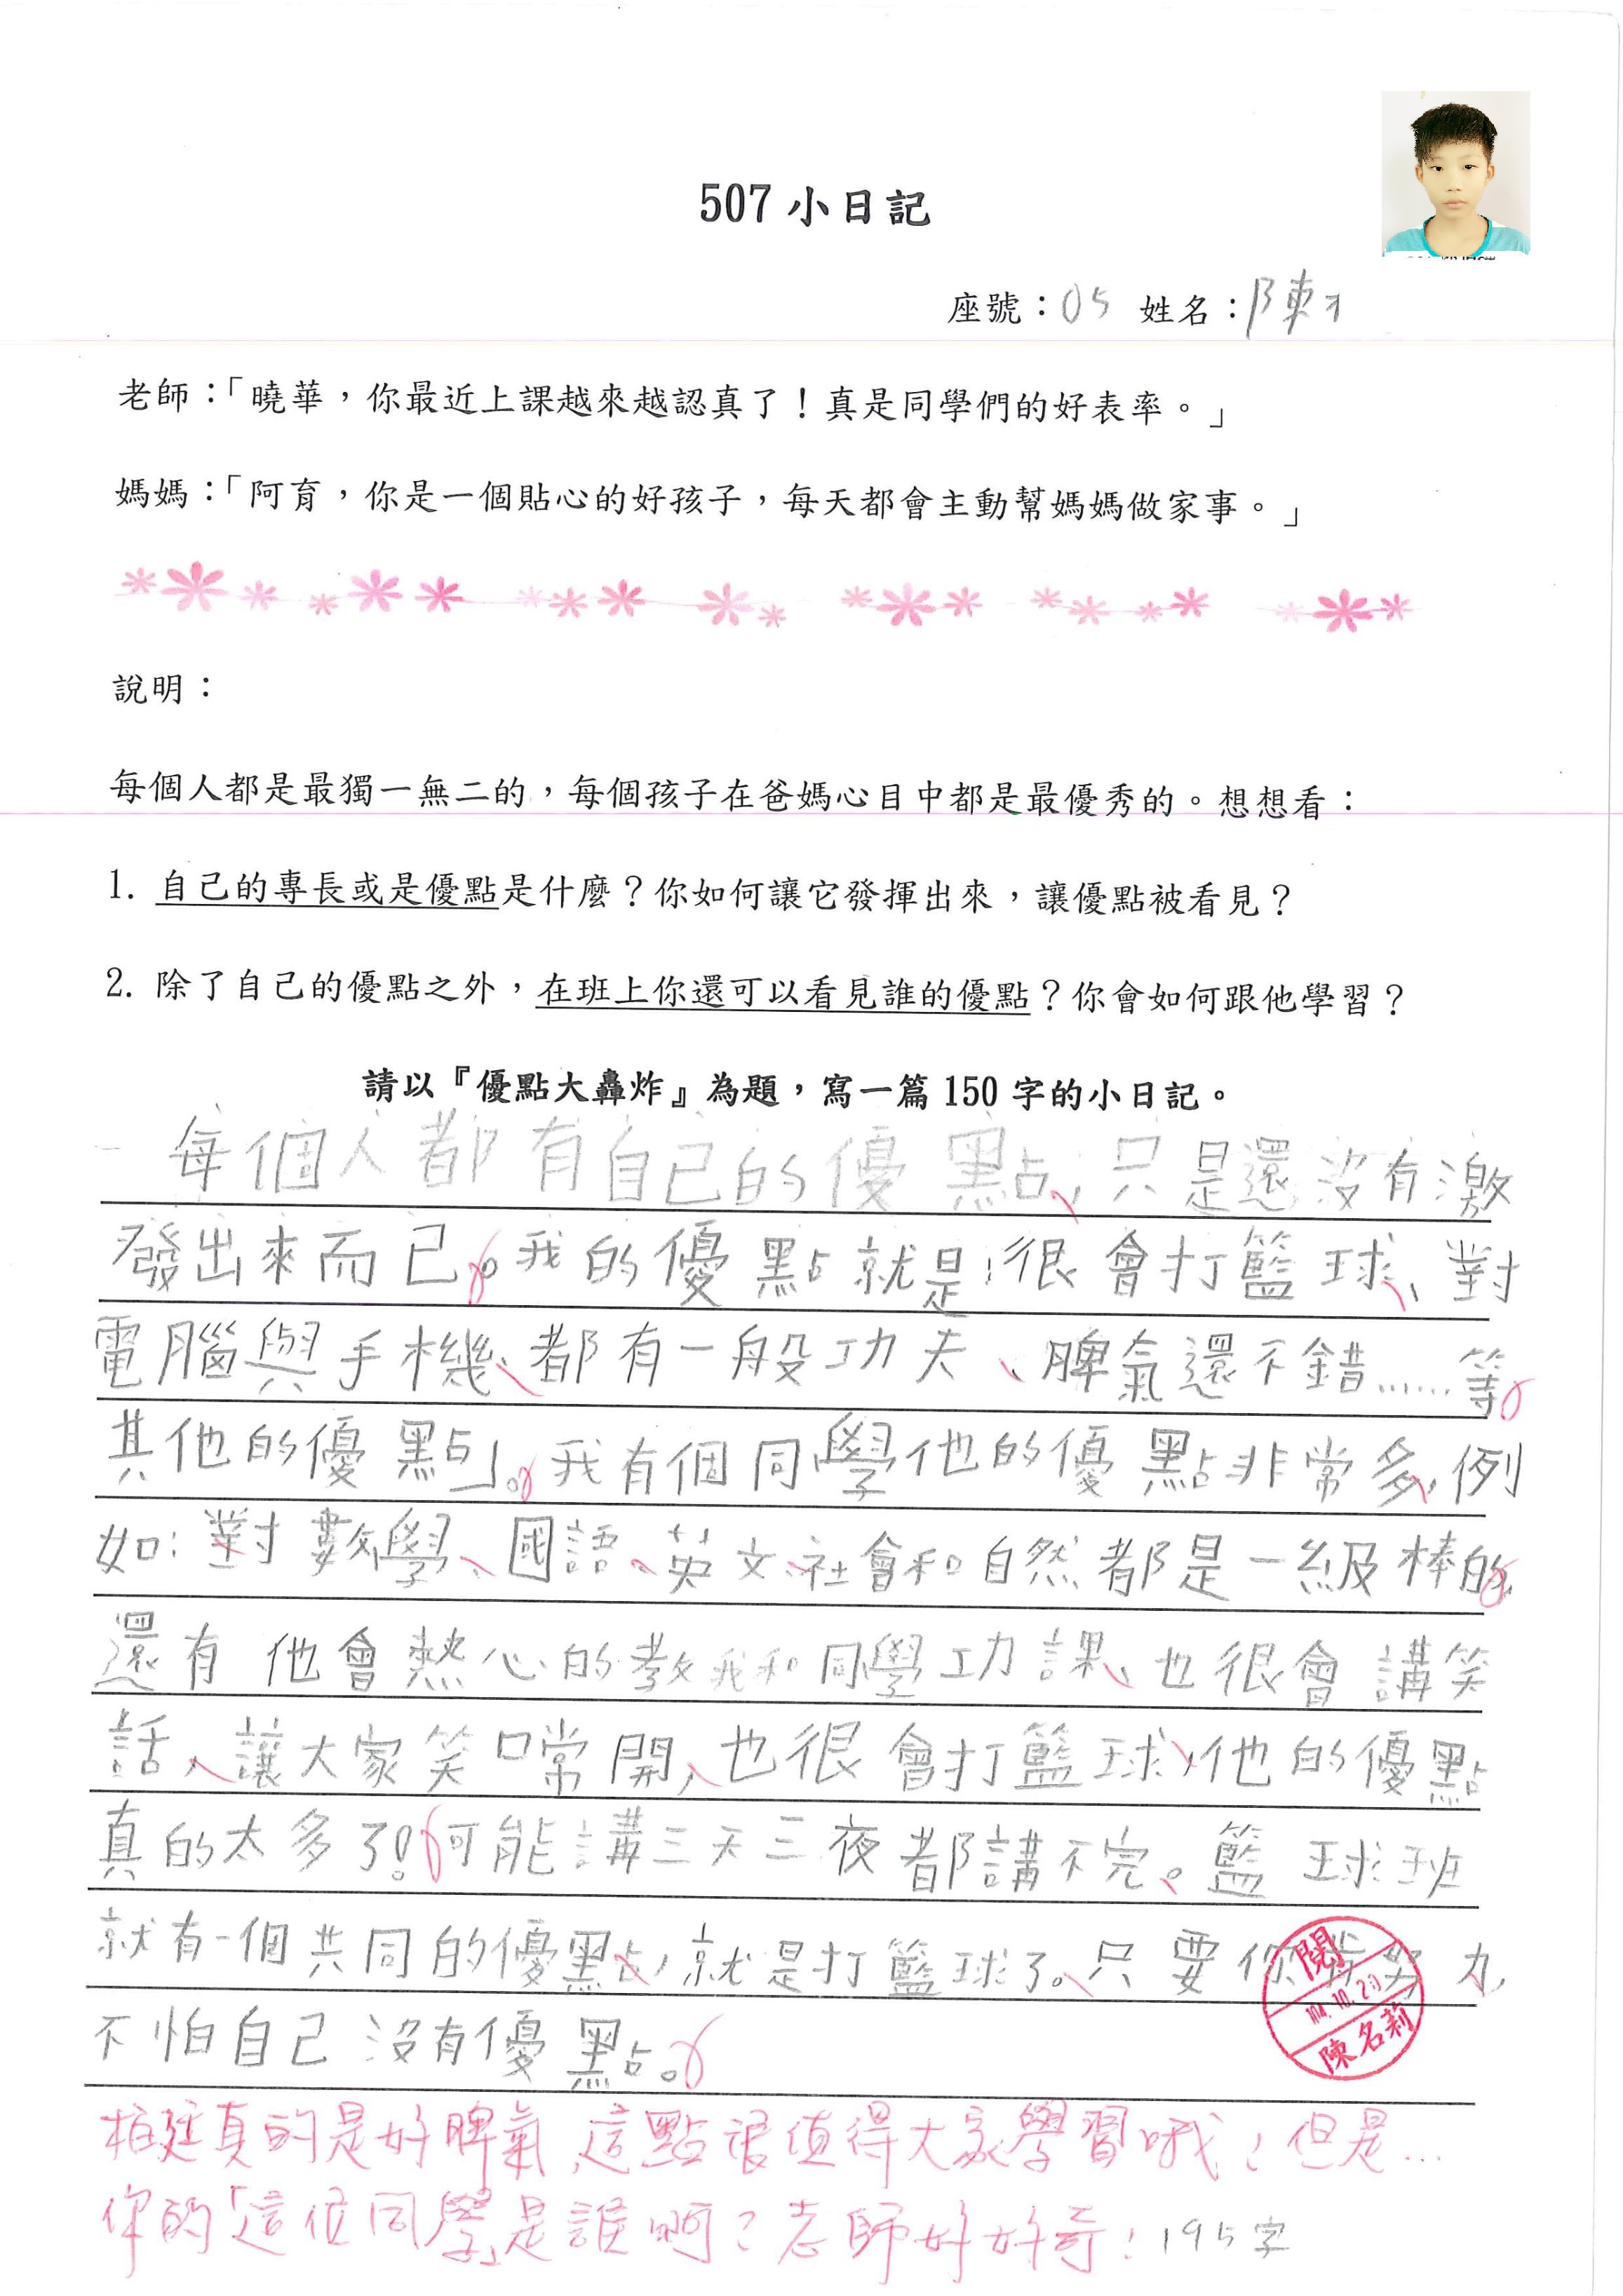 507 小日記
座號：05 姓名：陳
老師：「曉華，你最近上課越來越認真了！真是同學們的好表率。」
媽媽：「阿育，你是一個貼心的好孩子，每天都會主動幫媽媽做家事。」
說明：
每個人都是最獨一無二的，每個孩子在爸媽心目中都是最優秀的。想想看：
1. 自己的專長或是優點是什麼？你如何讓它發揮出來，讓優點被看見？
2. 除了自己的優點之外，在班上你還可以看見誰的優點？你會如何跟他學習？
請以『優點大轟炸』為題，寫一篇 150 字的小日記。
每個人都有自己的優點，只是還沒有激
發出來而已。我的優點就是：很會打籃球、對
電腦與手機、都有一般功夫、脾氣還不錯……等
其他的優點」。我有個同學他的優點非常多，例
如：對數學、國語、英文、社會和自然都是一級棒的，
還有他會熱心的教我和同學功課、也很會講笑
話，讓大家笑口常開，也很會打籃球，他的優點
真的太多了！可能講三天三夜都講不完。籃球班
就有一個共同的優點，就是打籃球了。只要你肯努力，
不怕自己沒有優點。
閱
104.10.20
陳名莉
柏廷真的是好脾氣，這點很值得大家學習哦！但是…
你的「這位同學」是誰啊？老師好好奇！195字